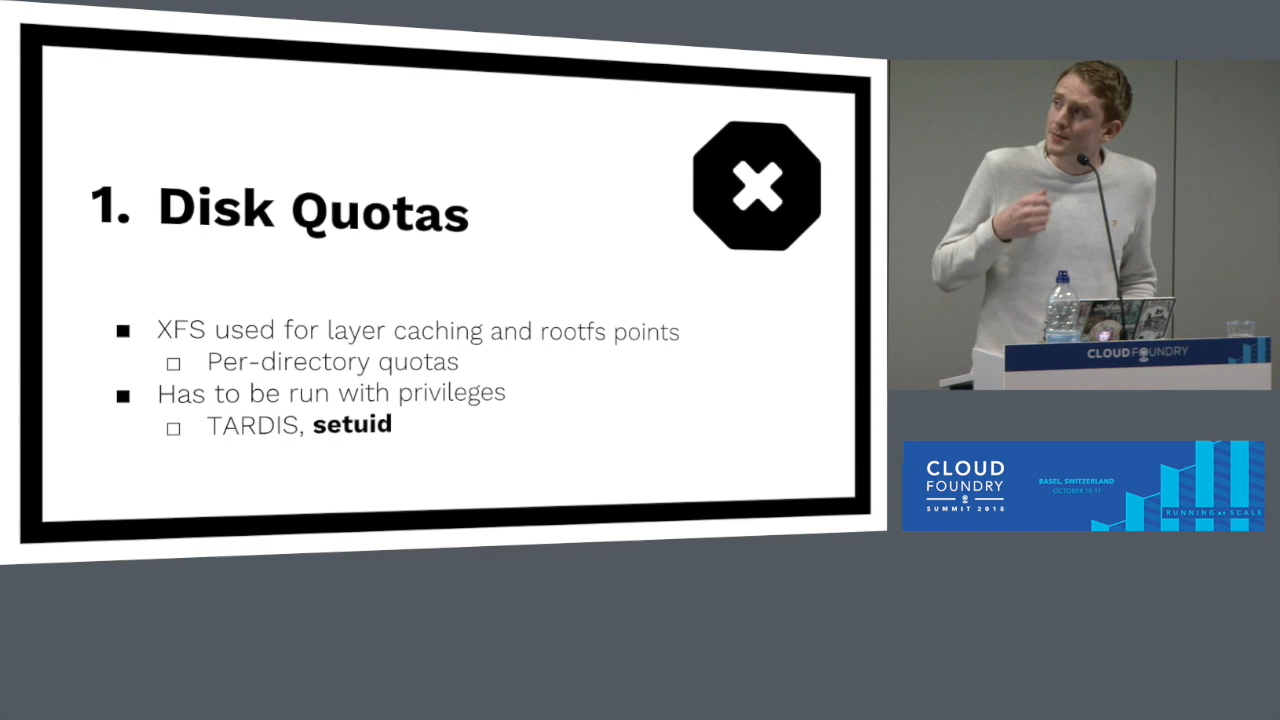 1. Disk Quotas
■ XFS used for layer caching and rootfs points
□ Per-directory quotas
■ Has to be run with privileges
□ TARDIS, setuid
CLOUD FOUNDRY
CLOUD
FOUNDRY
SUMMIT 2018
BASEL, SWITZERLAND
OCTOBER 10-11
RUNNING at SCALE